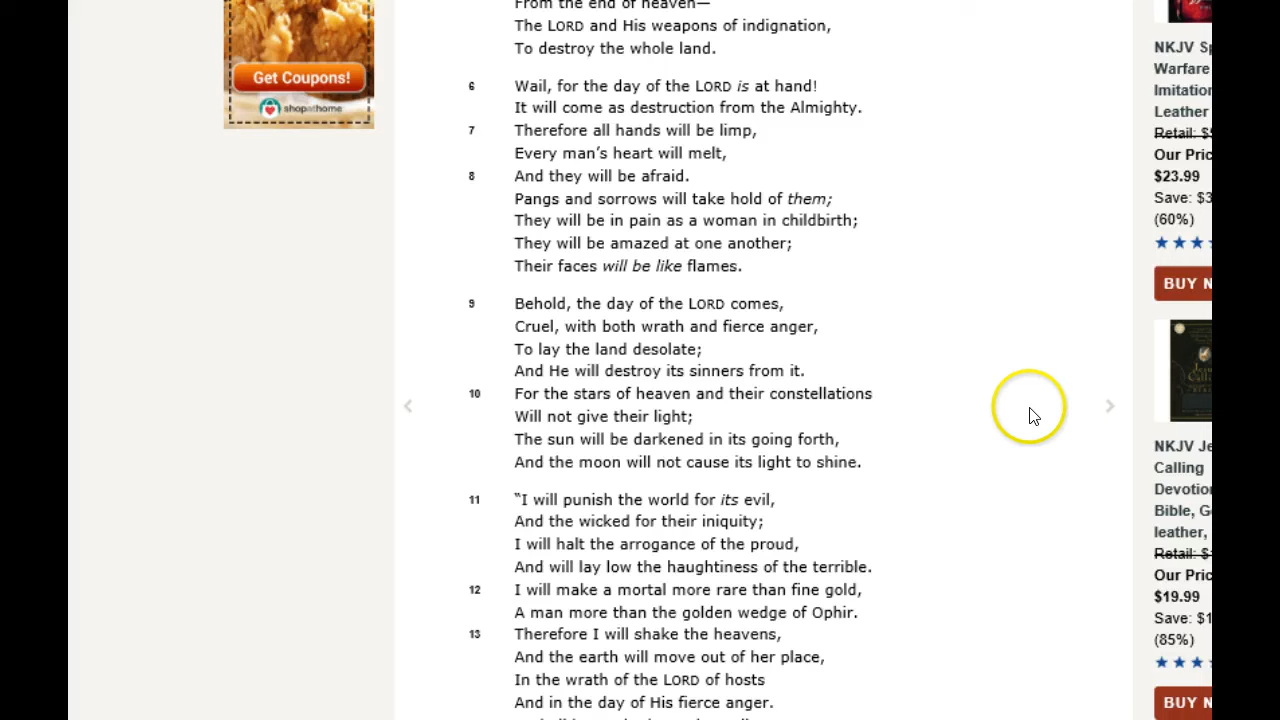 From the end of heaven—
The LORD and His weapons of indignation,
To destroy the whole land.
6 Wail, for the day of the LORD is at hand!
It will come as destruction from the Almighty.
7 Therefore all hands will be limp,
Every man’s heart will melt,
8 And they will be afraid.
Pangs and sorrows will take hold of them;
They will be in pain as a woman in childbirth;
They will be amazed at one another;
Their faces will be like flames.
9 Behold, the day of the LORD comes,
Cruel, with both wrath and fierce anger,
To lay the land desolate;
And He will destroy its sinners from it.
10 For the stars of heaven and their constellations
Will not give their light;
The sun will be darkened in its going forth,
And the moon will not cause its light to shine.
11 “I will punish the world for its evil,
And the wicked for their iniquity;
I will halt the arrogance of the proud,
And will lay low the haughtiness of the terrible.
12 I will make a mortal more rare than fine gold,
A man more than the golden wedge of Ophir.
13 Therefore I will shake the heavens,
And the earth will move out of her place,
In the wrath of the LORD of hosts
And in the day of His fierce anger.
Get Coupons!
shopathome
NKJV Sp
Warfare
Imitation
Leather
Retail: $
Our Pric
$23.99
Save: $3
(60%)
BUY N
NKJV Je
Calling
Devotion
Bible, G
leather,
Retail: $
Our Pric
$19.99
Save: $1
(85%)
BUY N